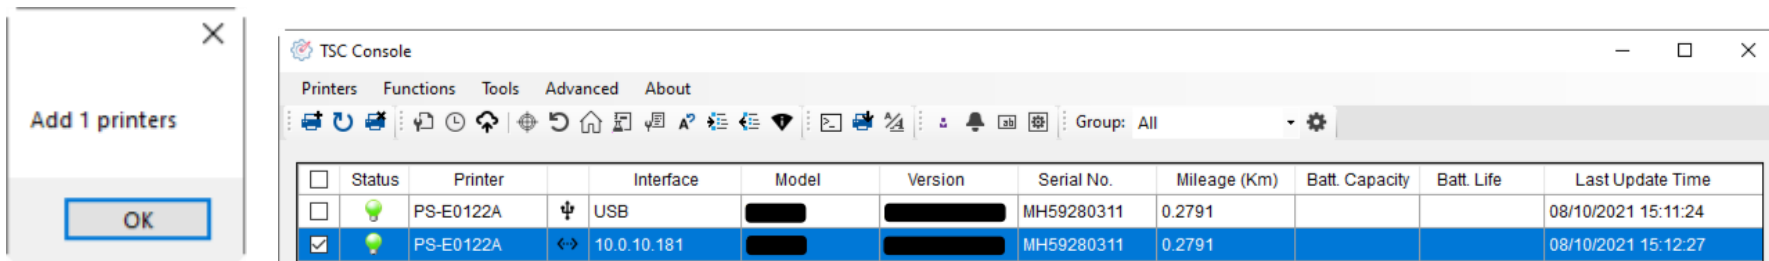 Add 1 printers
OK
TSC Console
Printers Functions Tools Advanced About
Group: All
Status Printer Interface Model Version Serial No. Mileage (Km) Batt. Capacity Batt. Life Last Update Time
PS-E0122A USB MH59280311 0.2791 08/10/2021 15:11:24
PS-E0122A 10.0.10.181 MH59280311 0.2791 08/10/2021 15:12:27